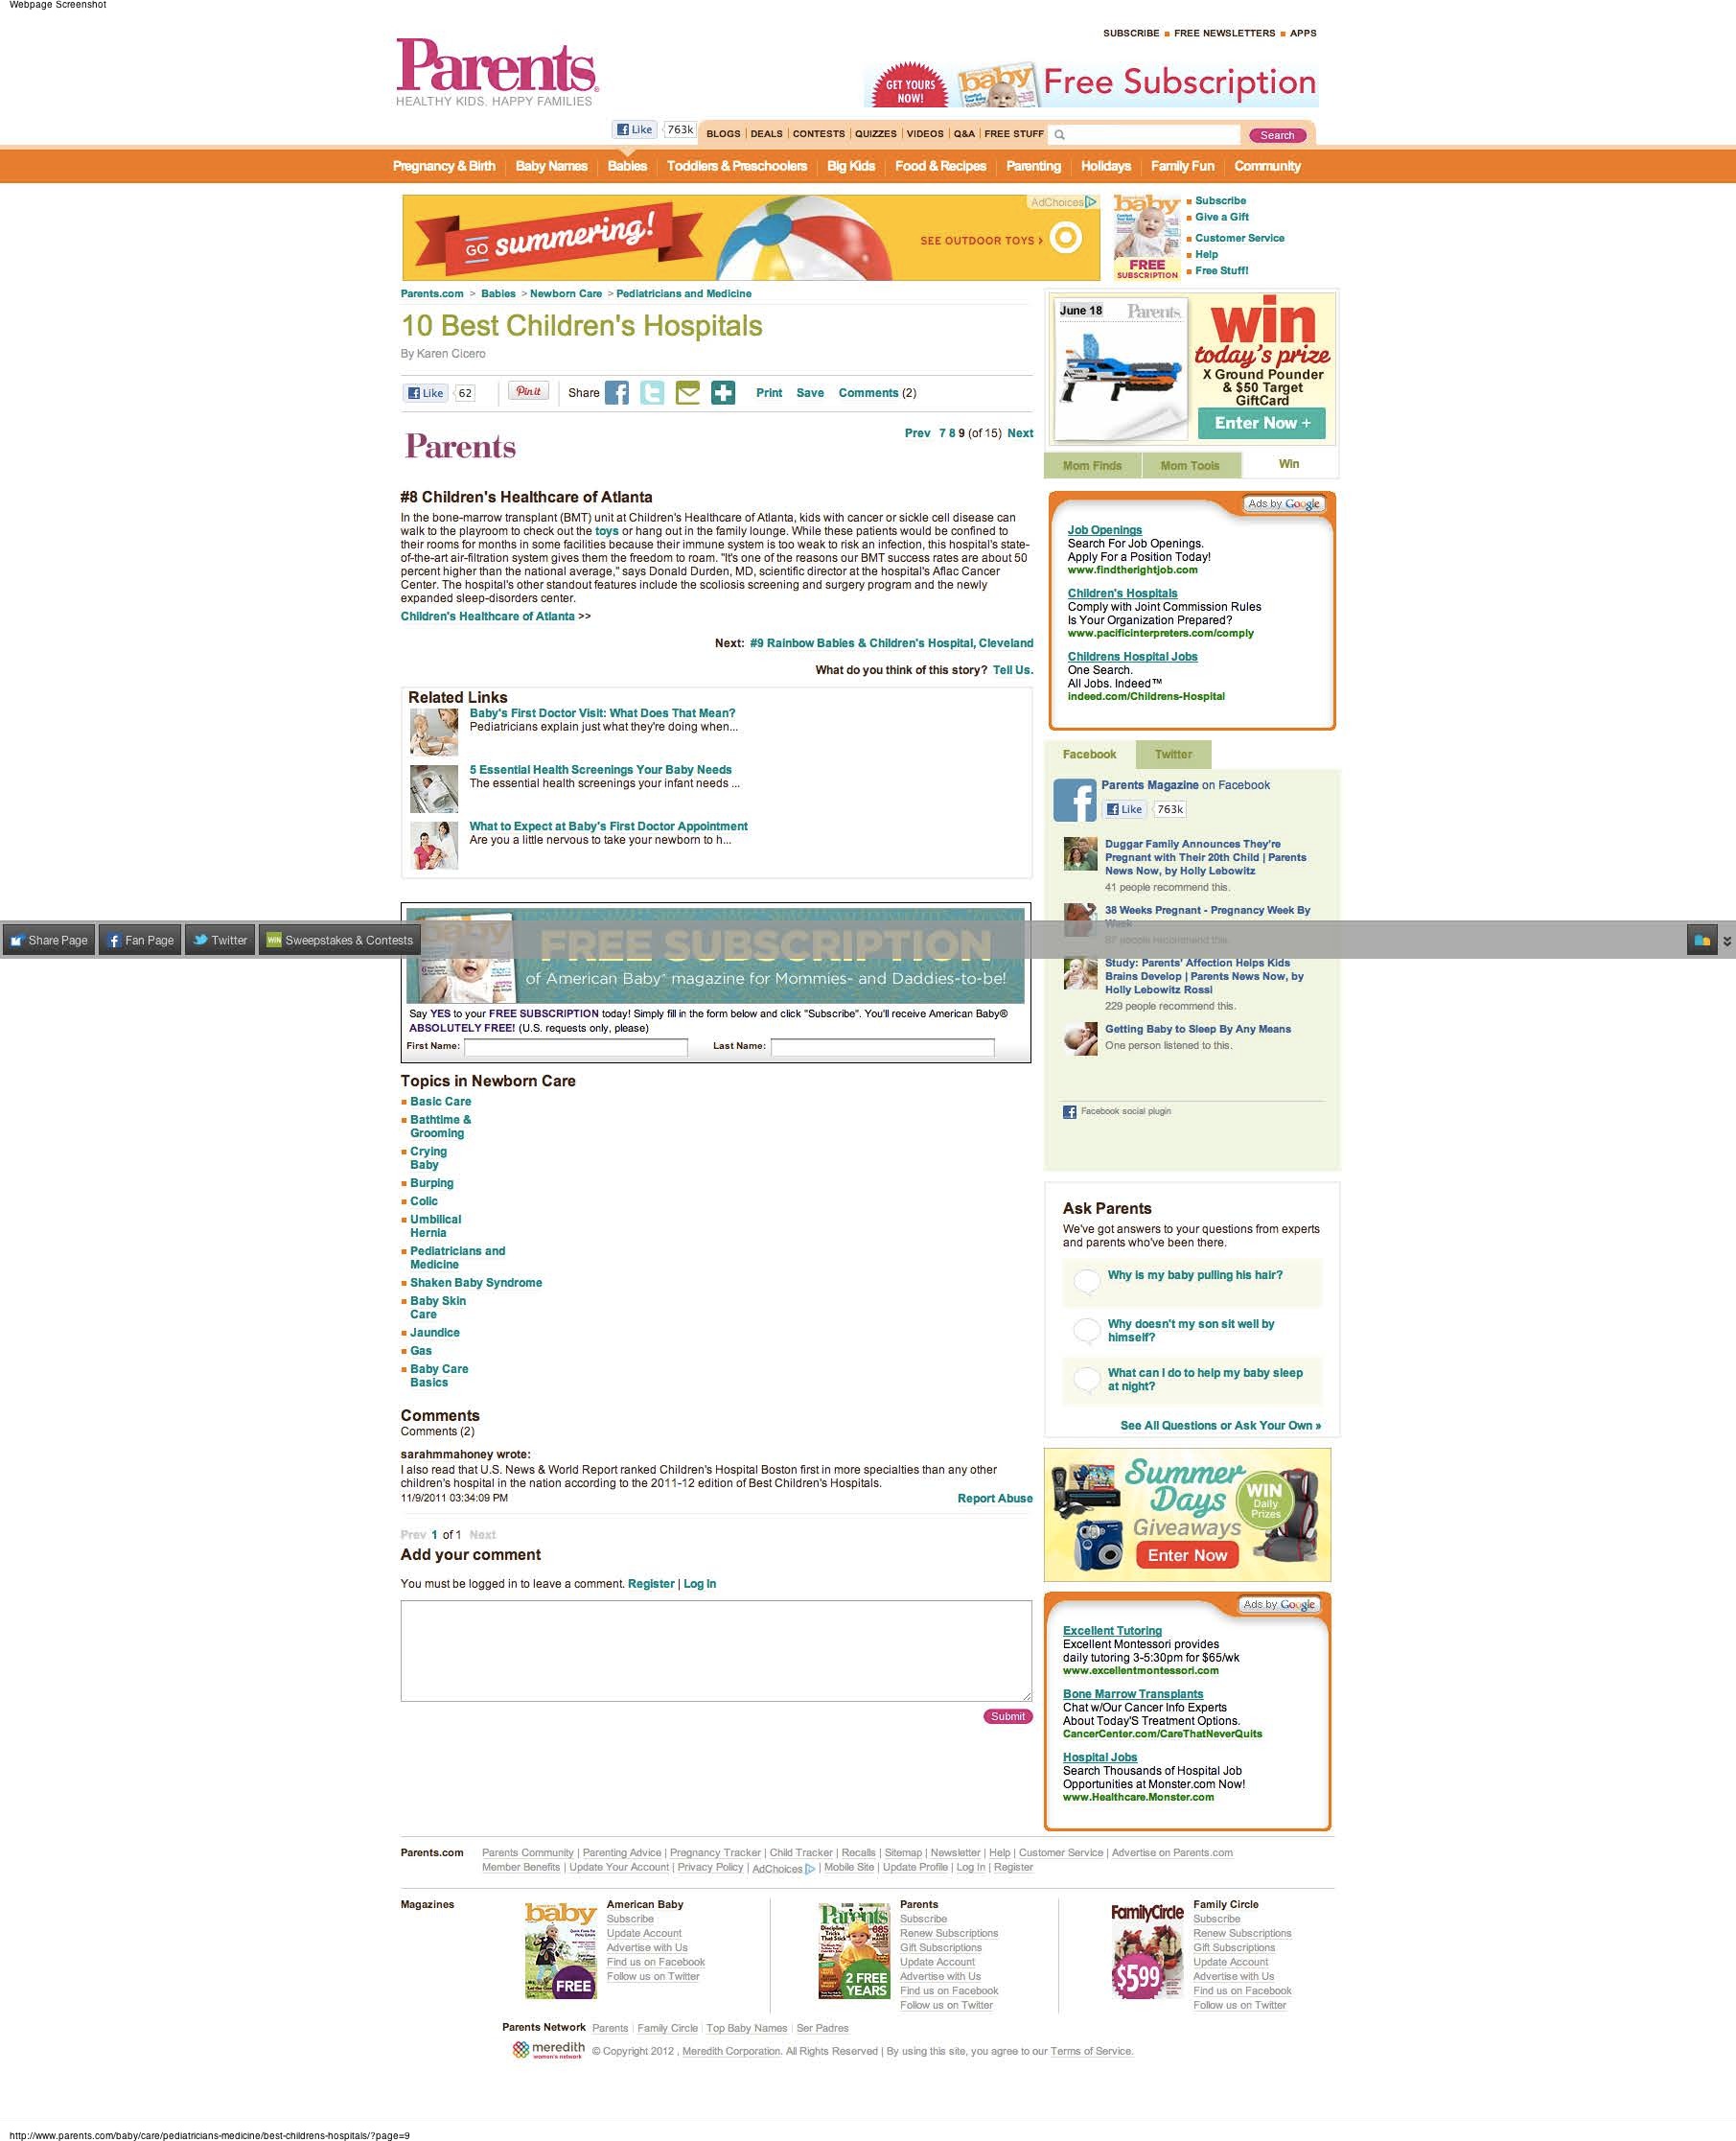 Webpage Screenshot
SUBSCRIBE FREE NEWSLETTERS APPS
Parents
HEALTHY KIDS. HAPPY FAMILIES
GET YOURS NOW!
baby
Free Subscription
Like 763k
BLOGS | DEALS | CONTESTS | QUIZZES | VIDEOS | Q&A | FREE STUFF
Search
Pregnancy & Birth Baby Names Babies Toddlers & Preschoolers Big Kids Food & Recipes Parenting Holidays Family Fun Community
AdChoices
GO summering!
SEE OUTDOOR TOYS >
baby
FREE
SUBSCRIPTION
Subscribe
Give a Gift
Customer Service
Help
Free Stuff!
Parents.com > Babies > Newborn Care > Pediatricians and Medicine
10 Best Children's Hospitals
By Karen Cicero
Like 62
Pin it
Share
Print Save Comments (2)
Parents
Prev 7 8 9 (of 15) Next
#8 Children's Healthcare of Atlanta
In the bone-marrow transplant (BMT) unit at Children's Healthcare of Atlanta, kids with cancer or sickle cell disease can
walk to the playroom to check out the toys or hang out in the family lounge. While these patients would be confined to
their rooms for months in some facilities because their immune system is too weak to risk an infection, this hospital's state-
of-the-art air-filtration system gives them the freedom to roam. "It's one of the reasons our BMT success rates are about 50
percent higher than the national average," says Donald Durden, MD, scientific director at the hospital's Aflac Cancer
Center. The hospital's other standout features include the scoliosis screening and surgery program and the newly
expanded sleep-disorders center.
Children's Healthcare of Atlanta >>
Next: #9 Rainbow Babies & Children's Hospital, Cleveland
What do you think of this story? Tell Us.
Related Links
Baby's First Doctor Visit: What Does That Mean?
Pediatricians explain just what they're doing when...
5 Essential Health Screenings Your Baby Needs
The essential health screenings your infant needs ...
What to Expect at Baby's First Doctor Appointment
Are you a little nervous to take your newborn to h...
Share Page Fan Page Twitter WIN Sweepstakes & Contests
baby
FREE SUBSCRIPTION
of American Baby® magazine for Mommies- and Daddies-to-be!
Say YES to your FREE SUBSCRIPTION today! Simply fill in the form below and click "Subscribe". You'll receive American Baby®
ABSOLUTELY FREE! (U.S. requests only, please)
First Name: Last Name:
Topics in Newborn Care
Basic Care
Bathtime &
Grooming
Crying
Baby
Burping
Colic
Umbilical
Hernia
Pediatricians and
Medicine
Shaken Baby Syndrome
Baby Skin
Care
Jaundice
Gas
Baby Care
Basics
Comments
Comments (2)
sarahmmahoney wrote:
I also read that U.S. News & World Report ranked Children's Hospital Boston first in more specialties than any other
children's hospital in the nation according to the 2011-12 edition of Best Children's Hospitals.
11/9/2011 03:34:09 PM
Report Abuse
Prev 1 of 1 Next
Add your comment
You must be logged in to leave a comment. Register | Log In
Submit
June 18
Parents
win
today's prize
X Ground Pounder
& $50 Target
GiftCard
Enter Now +
Mom Finds Mom Tools Win
Ads by Google
Job Openings
Search For Job Openings.
Apply For a Position Today!
www.findtherightjob.com
Children's Hospitals
Comply with Joint Commission Rules
Is Your Organization Prepared?
www.pacificinterpreters.com/comply
Childrens Hospital Jobs
One Search.
All Jobs. Indeed™
indeed.com/Childrens-Hospital
Facebook Twitter
Parents Magazine on Facebook
Like 763k
Duggar Family Announces They're
Pregnant with Their 20th Child | Parents
News Now, by Holly Lebowitz
41 people recommend this.
38 Weeks Pregnant - Pregnancy Week By
Week
87 people recommend this.
Study: Parents' Affection Helps Kids
Brains Develop | Parents News Now, by
Holly Lebowitz Rossi
229 people recommend this.
Getting Baby to Sleep By Any Means
One person listened to this.
Facebook social plugin
Ask Parents
We've got answers to your questions from experts
and parents who've been there.
Why is my baby pulling his hair?
Why doesn't my son sit well by
himself?
What can I do to help my baby sleep
at night?
See All Questions or Ask Your Own »
Summer
Days
Giveaways
WIN
Daily
Prizes
Enter Now
Ads by Google
Excellent Tutoring
Excellent Montessori provides
daily tutoring 3-5:30pm for $65/wk
www.excellentmontessori.com
Bone Marrow Transplants
Chat w/Our Cancer Info Experts
About Today'S Treatment Options.
CancerCenter.com/CareThatNeverQuits
Hospital Jobs
Search Thousands of Hospital Job
Opportunities at Monster.com Now!
www.Healthcare.Monster.com
Parents.com Parents Community | Parenting Advice | Pregnancy Tracker | Child Tracker | Recalls | Sitemap | Newsletter | Help | Customer Service | Advertise on Parents.com
Member Benefits | Update Your Account | Privacy Policy | AdChoices | Mobile Site | Update Profile | Log In | Register
Magazines
baby
FREE
American Baby
Subscribe
Update Account
Advertise with Us
Find us on Facebook
Follow us on Twitter
Parents
2 FREE
YEARS
Parents
Subscribe
Renew Subscriptions
Gift Subscriptions
Update Account
Advertise with Us
Find us on Facebook
Follow us on Twitter
FamilyCircle
$5.99
Family Circle
Subscribe
Renew Subscriptions
Gift Subscriptions
Update Account
Advertise with Us
Find us on Facebook
Follow us on Twitter
Parents Network Parents | Family Circle | Top Baby Names | Ser Padres
meredith
women's network
© Copyright 2012 , Meredith Corporation. All Rights Reserved | By using this site, you agree to our Terms of Service.
http://www.parents.com/baby/care/pediatricians-medicine/best-childrens-hospitals/?page=9